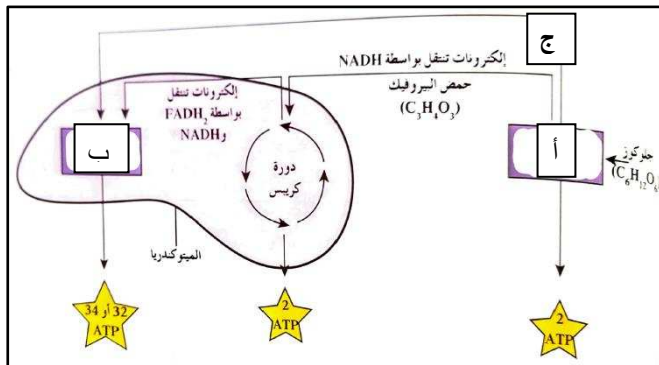 ج
إلكترونات تنتقل بواسطة NADH
حمض البيروفيك
(C₃H₄O₃)
إلكترونات تنتقل
بواسطة
FADH₂
وNADH
ب
أ
جلوكوز
(C₆H₁₂O₆)
دورة
كريبس
الميتوكندريا
32 أو 34
ATP
2
ATP
2
ATP